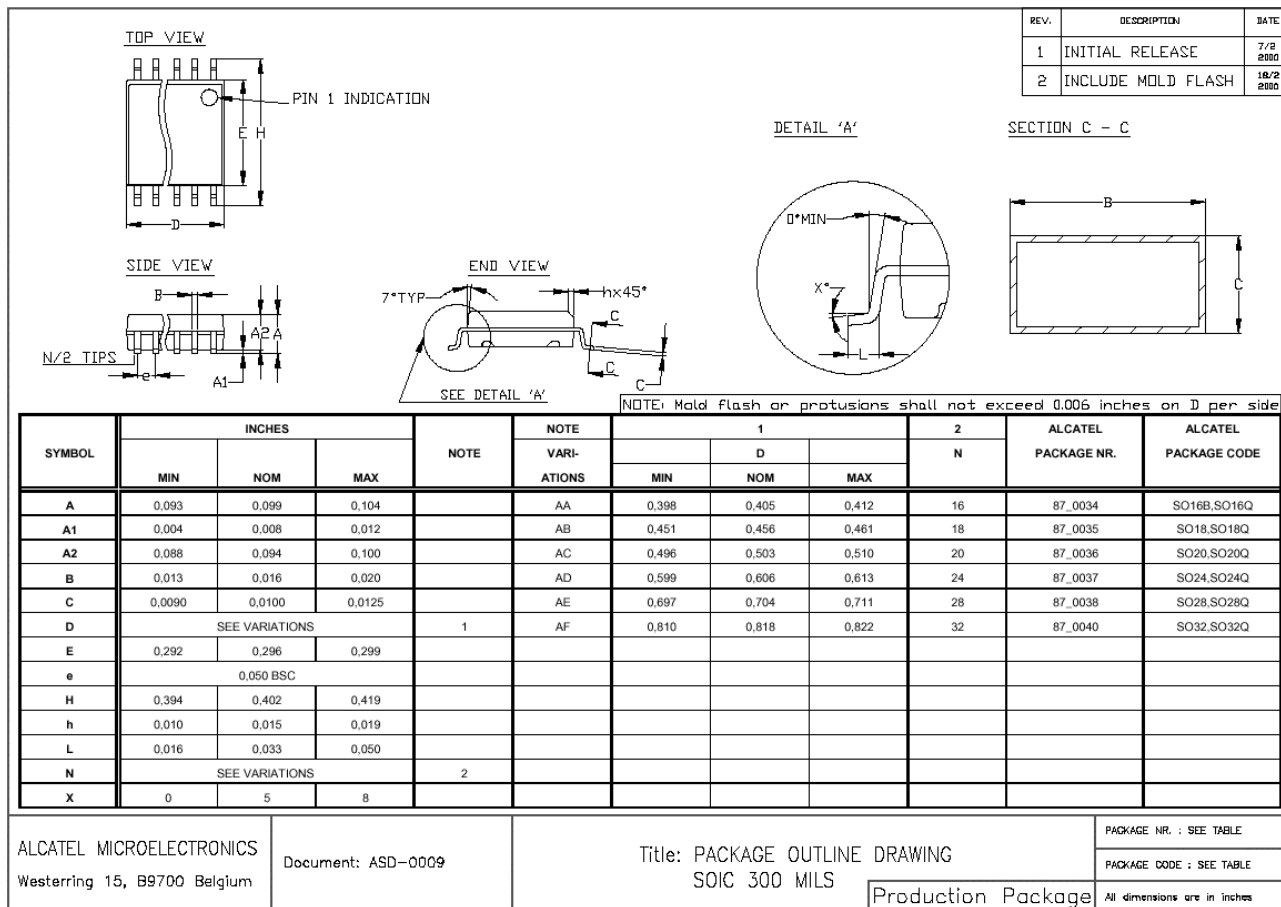 REV. DESCRIPTION DATE
1 INITIAL RELEASE 7/2 2000
2 INCLUDE MOLD FLASH 18/2 2000
TOP VIEW
PIN 1 INDICATION
E H
D
DETAIL 'A'
SECTION C - C
0°MIN
X°
L
B
C
SIDE VIEW
B
A2 A
N/2 TIPS
e
A1
END VIEW
7°TYP
hx45°
C
C
C
SEE DETAIL 'A'
NOTE: Mold flash or protusions shall not exceed 0.006 inches on D per side
SYMBOL INCHES NOTE NOTE 1 2 ALCATEL ALCATEL
VARI- D N PACKAGE NR. PACKAGE CODE
MIN NOM MAX ATIONS MIN NOM MAX
A 0,093 0,099 0,104 AA 0,398 0,405 0,412 16 87_0034 SO16B,SO16Q
A1 0,004 0,008 0,012 AB 0,451 0,456 0,461 18 87_0035 SO18,SO18Q
A2 0,088 0,094 0,100 AC 0,496 0,503 0,510 20 87_0036 SO20,SO20Q
B 0,013 0,016 0,020 AD 0,599 0,606 0,613 24 87_0037 SO24,SO24Q
C 0,0090 0,0100 0,0125 AE 0,697 0,704 0,711 28 87_0038 SO28,SO28Q
D SEE VARIATIONS 1 AF 0,810 0,818 0,822 32 87_0040 SO32,SO32Q
E 0,292 0,296 0,299
e 0,050 BSC
H 0,394 0,402 0,419
h 0,010 0,015 0,019
L 0,016 0,033 0,050
N SEE VARIATIONS 2
X 0 5 8
ALCATEL MICROELECTRONICS
Westerring 15, B9700 Belgium
Document: ASD-0009
Title: PACKAGE OUTLINE DRAWING
SOIC 300 MILS
Production Package
PACKAGE NR. : SEE TABLE
PACKAGE CODE : SEE TABLE
All dimensions are in inches